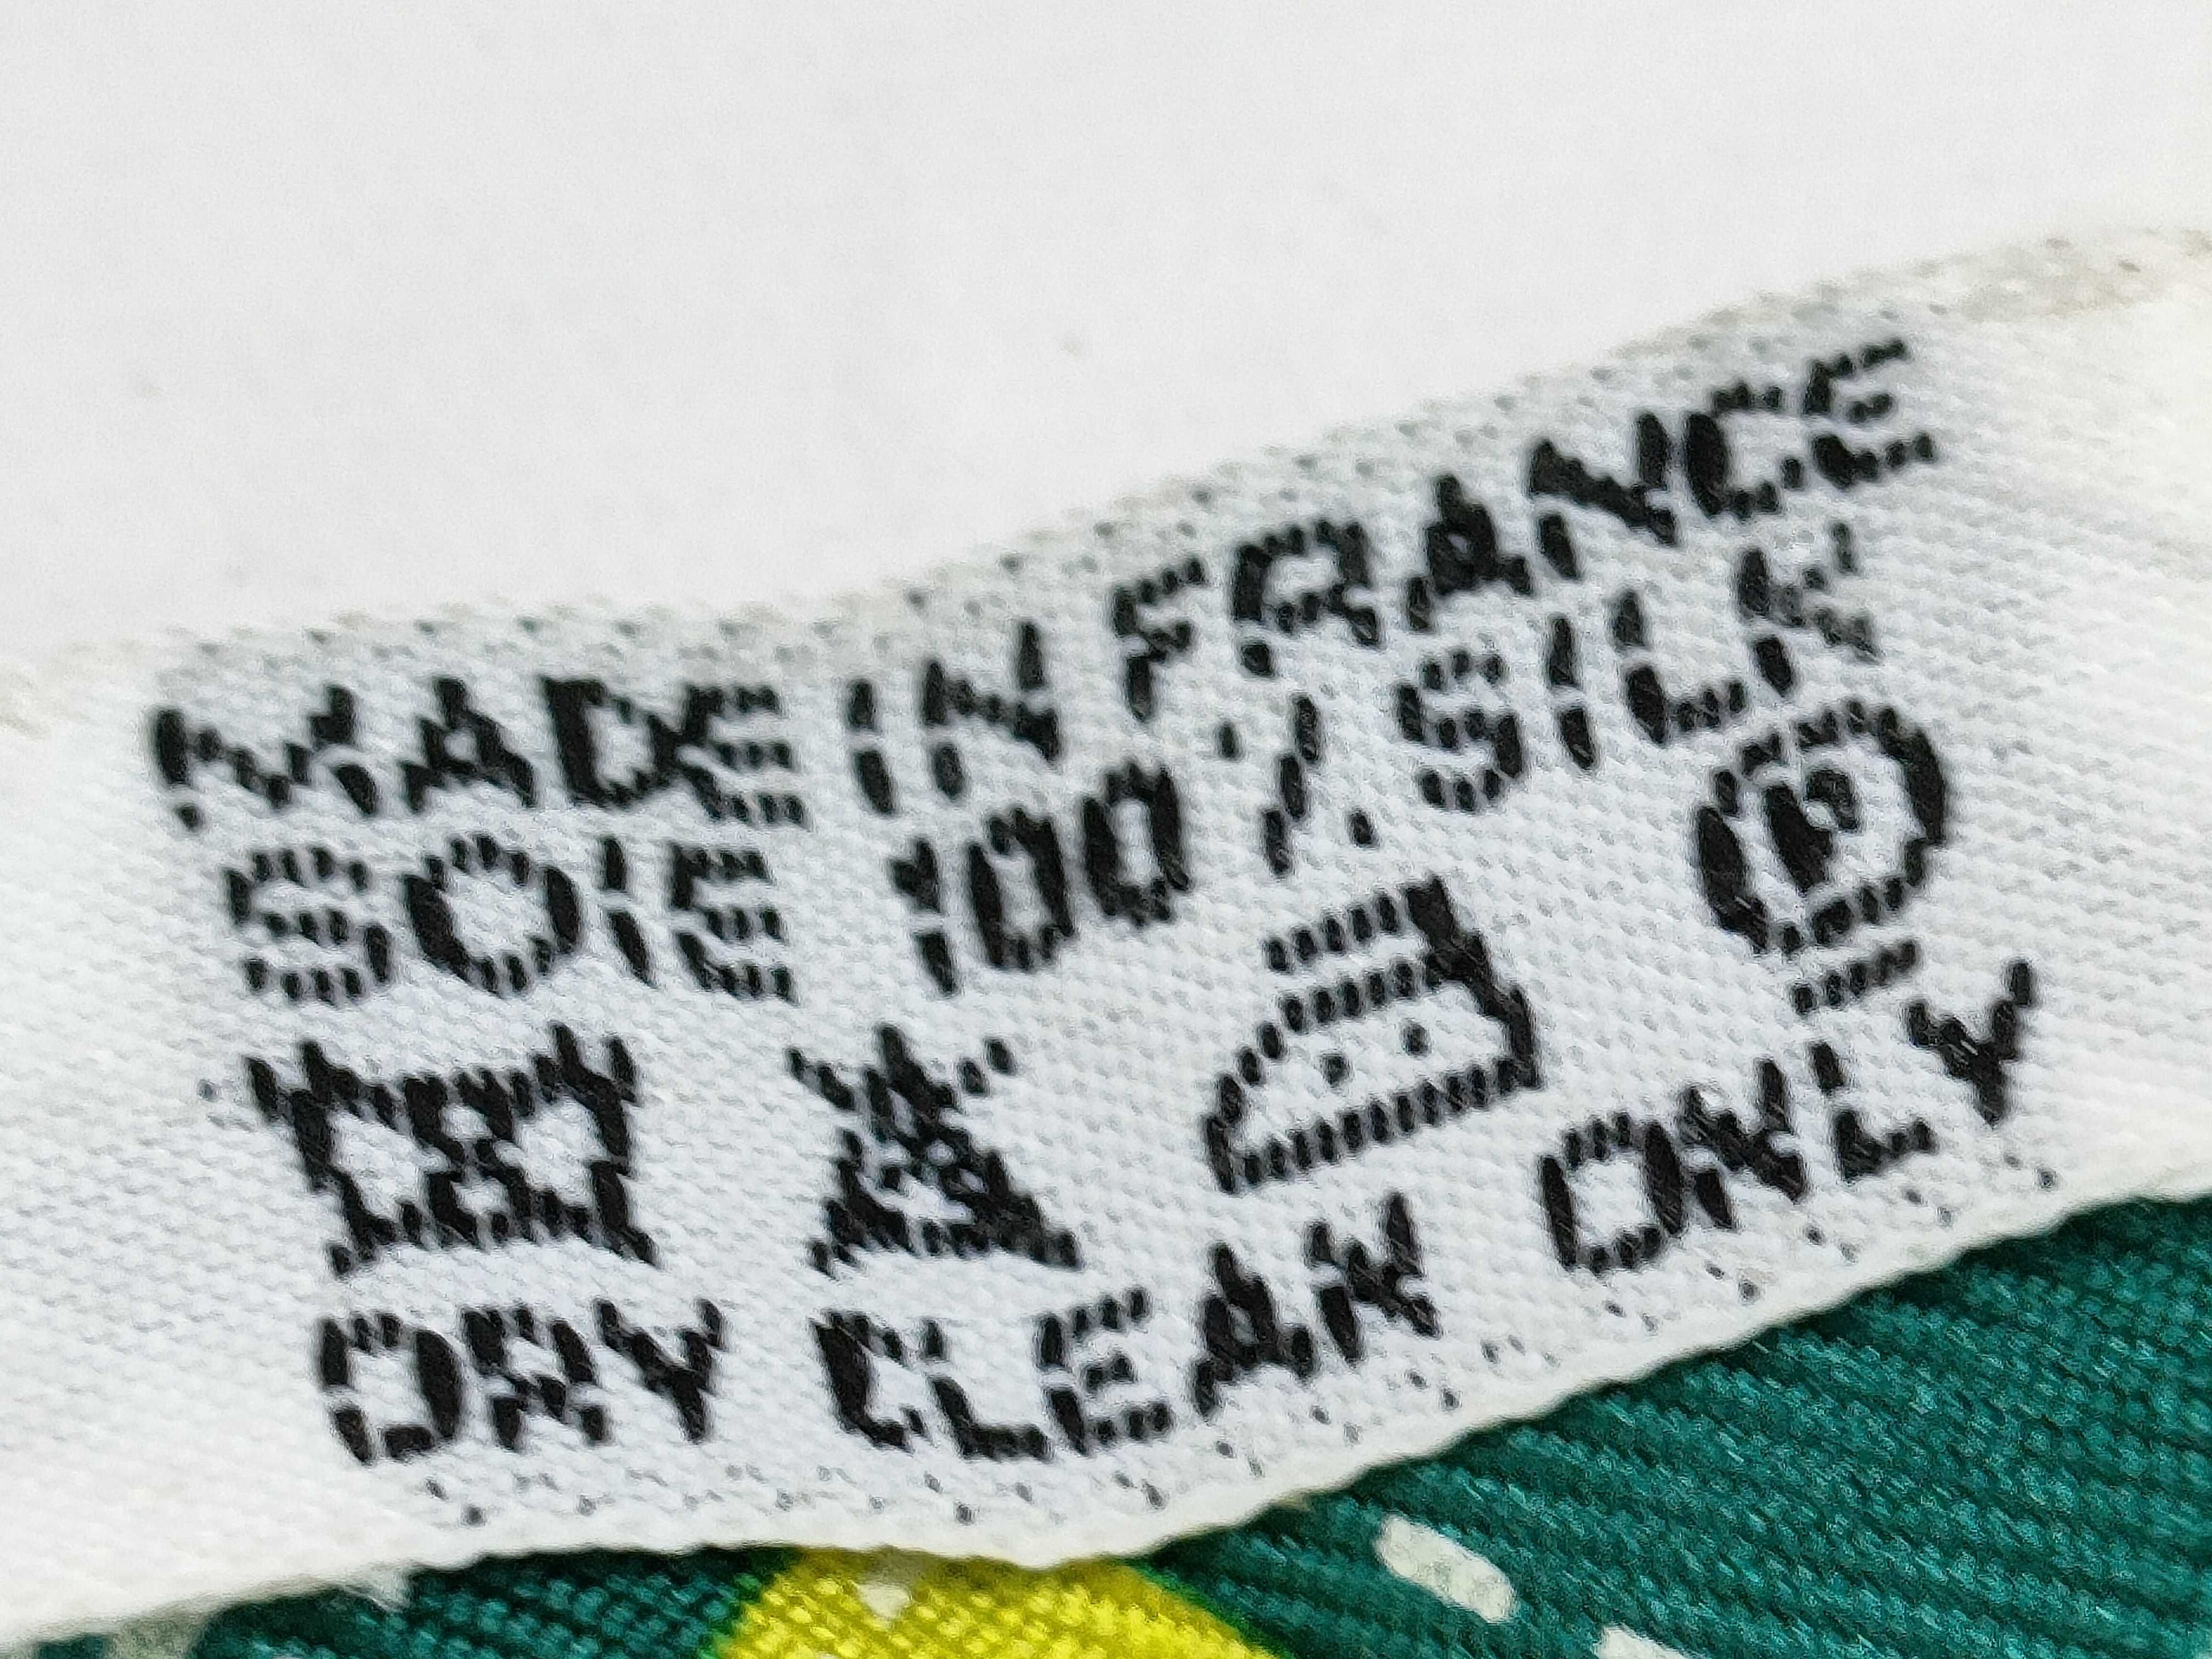 MADE IN FRANCE
SOIE 100% SILK
P
DRY CLEAN ONLY